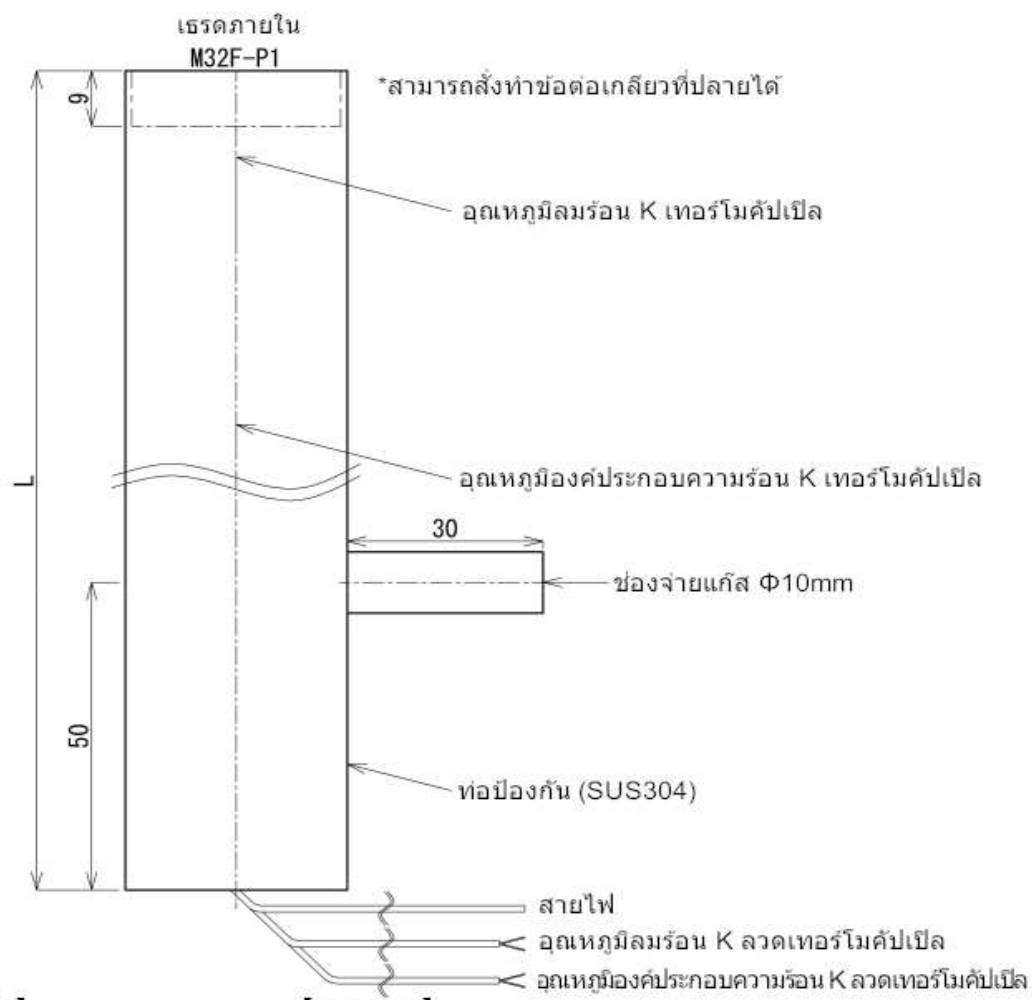 เธรดภายใน
M32F-P1
*สามารถสั่งทำข้อต่อเกลียวที่ปลายได้
9
อุณหภูมิลมร้อน K เทอร์โมคัปเปิล
L
อุณหภูมิองค์ประกอบความร้อน K เทอร์โมคัปเปิล
30
ช่องจ่ายแก๊ส Φ10mm
50
ท่อป้องกัน (SUS304)
สายไฟ
อุณหภูมิลมร้อน K ลวดเทอร์โมคัปเปิล
อุณหภูมิองค์ประกอบความร้อน K ลวดเทอร์โมคัปเปิล